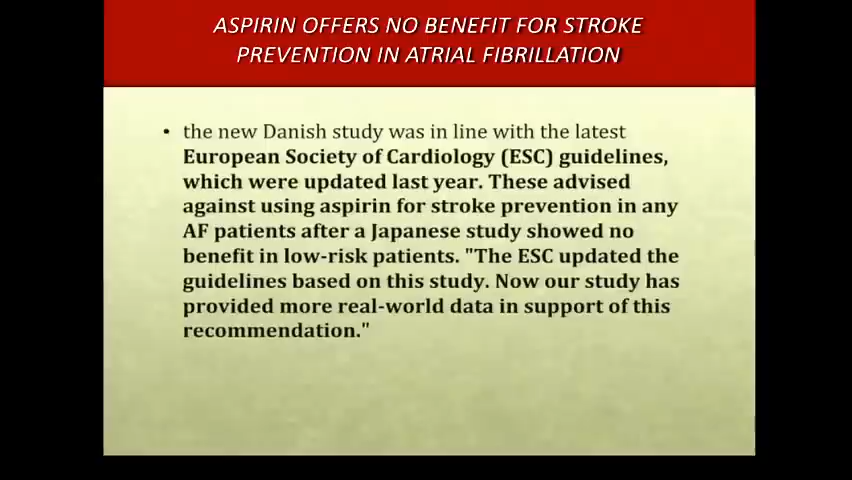 ASPIRIN OFFERS NO BENEFIT FOR STROKE
PREVENTION IN ATRIAL FIBRILLATION
• the new Danish study was in line with the latest
European Society of Cardiology (ESC) guidelines,
which were updated last year. These advised
against using aspirin for stroke prevention in any
AF patients after a Japanese study showed no
benefit in low-risk patients. "The ESC updated the
guidelines based on this study. Now our study has
provided more real-world data in support of this
recommendation."